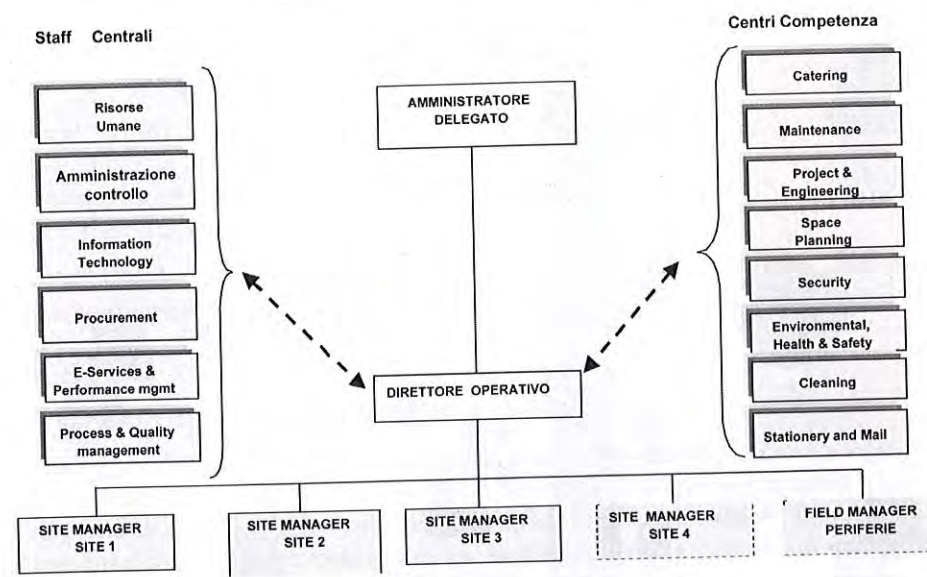 Staff Centrali
Centri Competenza
Risorse
Umane
Amministrazione
controllo
Information
Technology
Procurement
E-Services &
Performance mgmt
Process & Quality
management
AMMINISTRATORE
DELEGATO
DIRETTORE OPERATIVO
Catering
Maintenance
Project &
Engineering
Space
Planning
Security
Environmental,
Health & Safety
Cleaning
Stationery and Mail
SITE MANAGER
SITE 1
SITE MANAGER
SITE 2
SITE MANAGER
SITE 3
SITE MANAGER
SITE 4
FIELD MANAGER
PERIFERIE